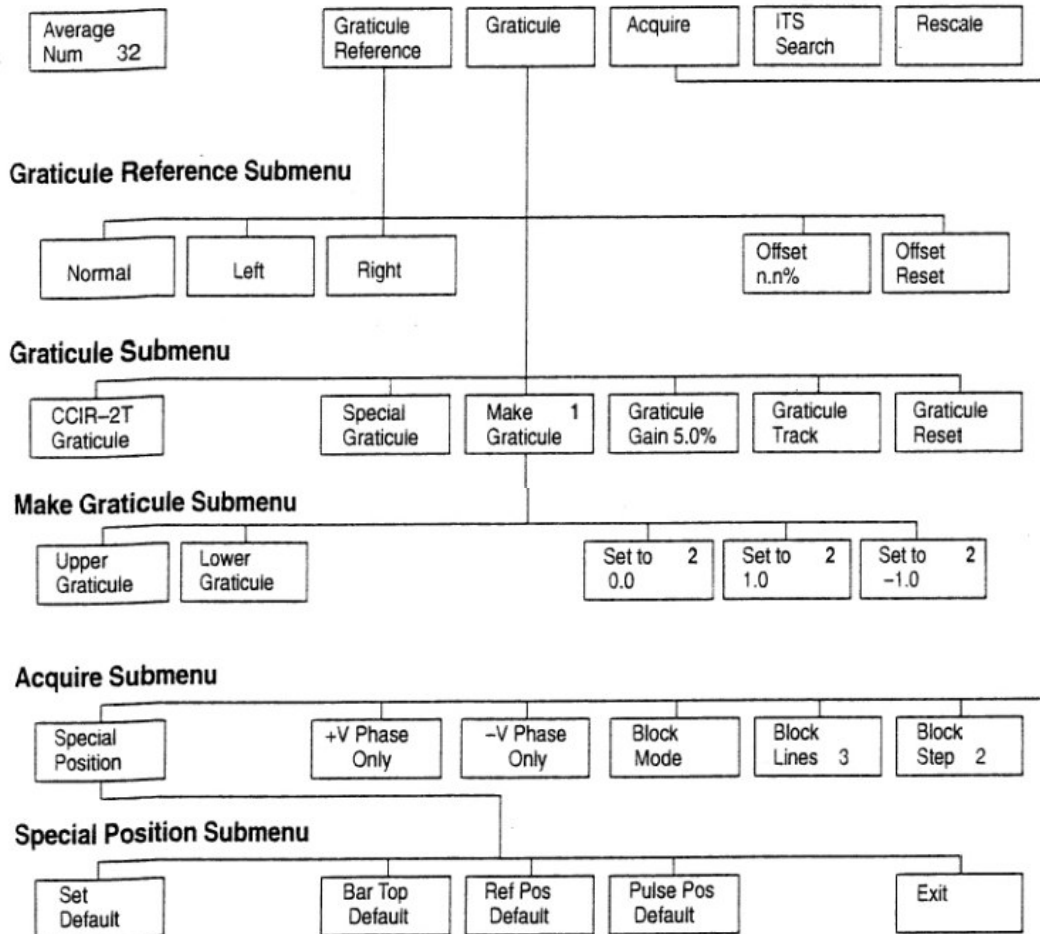 Average
Num 32
Graticule
Reference
Graticule
Acquire
ITS
Search
Rescale
Graticule Reference Submenu
Normal
Left
Right
Offset
n.n%
Offset
Reset
Graticule Submenu
CCIR–2T
Graticule
Special
Graticule
Make 1
Graticule
Graticule
Gain 5.0%
Graticule
Track
Graticule
Reset
Make Graticule Submenu
Upper
Graticule
Lower
Graticule
Set to 2
0.0
Set to 2
1.0
Set to 2
–1.0
Acquire Submenu
Special
Position
+V Phase
Only
–V Phase
Only
Block
Mode
Block
Lines 3
Block
Step 2
Special Position Submenu
Set
Default
Bar Top
Default
Ref Pos
Default
Pulse Pos
Default
Exit